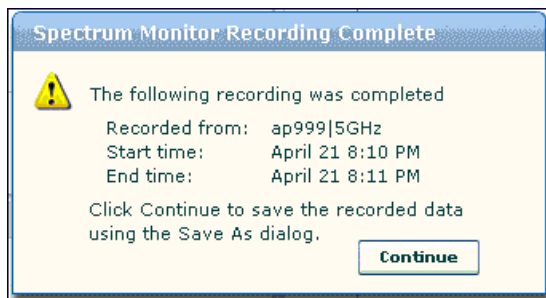 Spectrum Monitor Recording Complete
The following recording was completed
Recorded from: ap999|5GHz
Start time: April 21 8:10 PM
End time: April 21 8:11 PM
Click Continue to save the recorded data
using the Save As dialog.
Continue